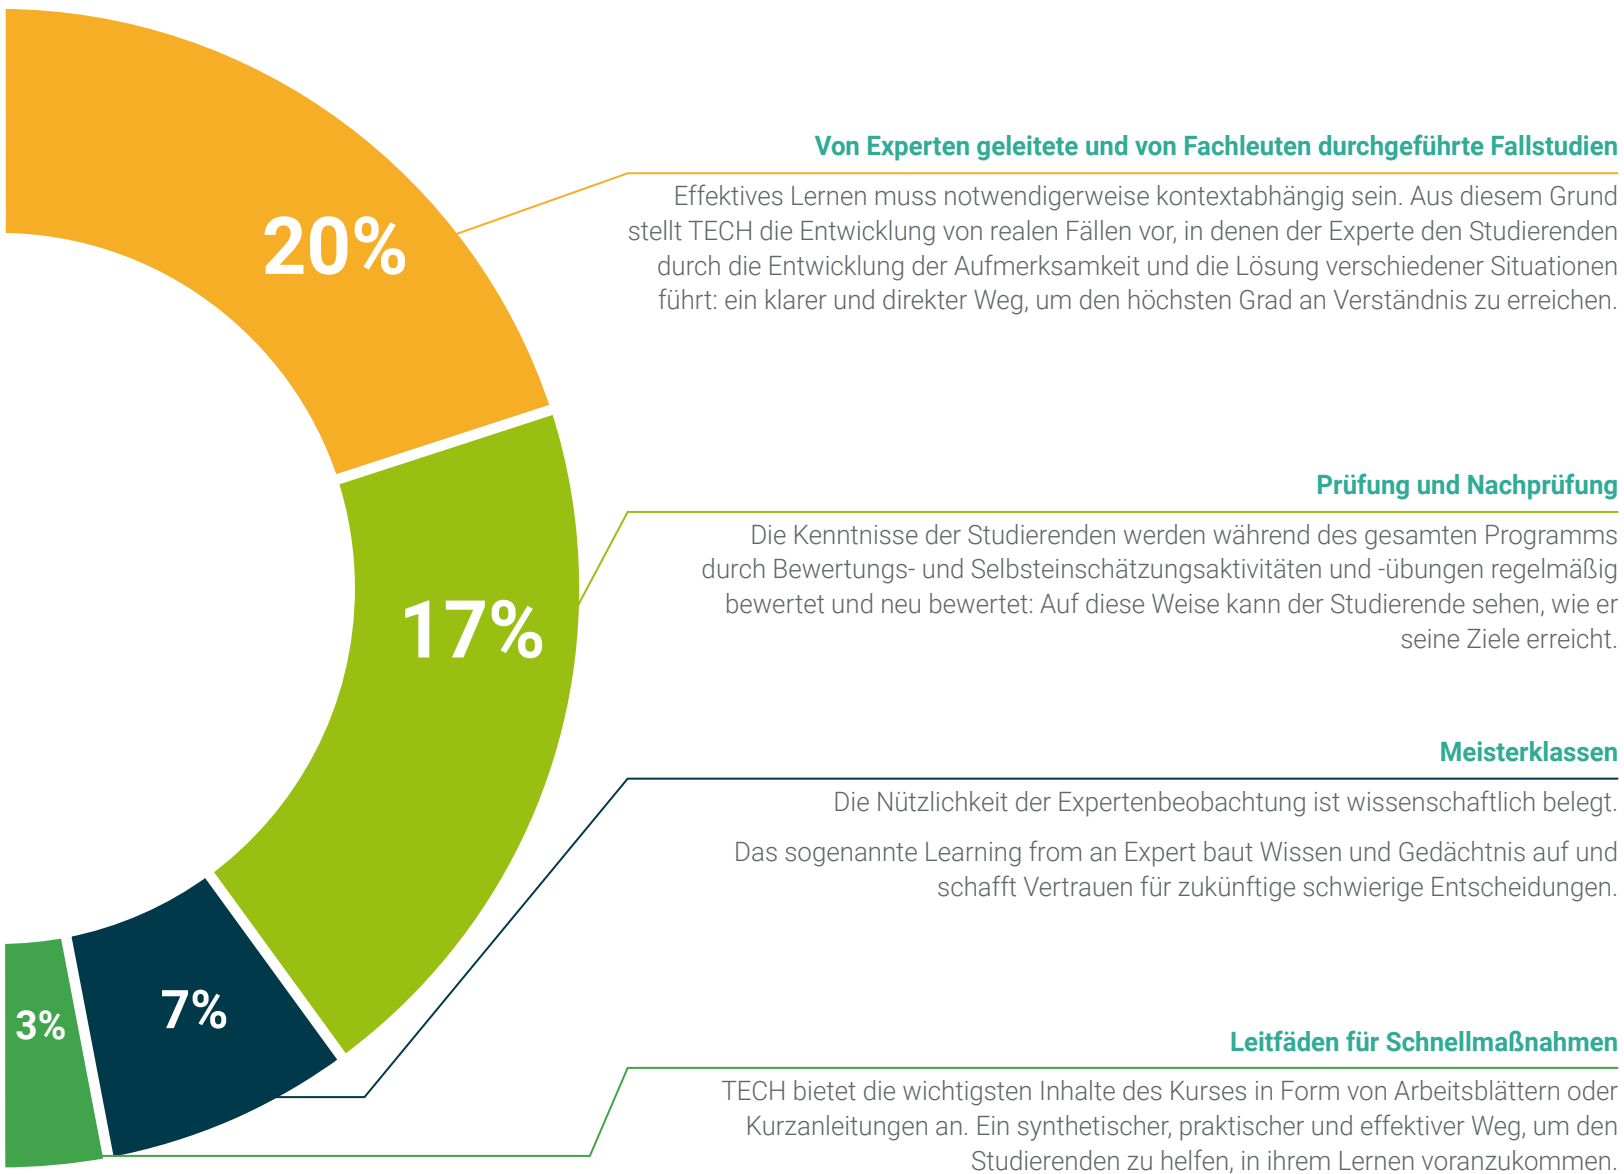 20%
Von Experten geleitete und von Fachleuten durchgeführte Fallstudien
Effektives Lernen muss notwendigerweise kontextabhängig sein. Aus diesem Grund
stellt TECH die Entwicklung von realen Fällen vor, in denen der Experte den Studierenden
durch die Entwicklung der Aufmerksamkeit und die Lösung verschiedener Situationen
führt: ein klarer und direkter Weg, um den höchsten Grad an Verständnis zu erreichen.
17%
Prüfung und Nachprüfung
Die Kenntnisse der Studierenden werden während des gesamten Programms
durch Bewertungs- und Selbsteinschätzungsaktivitäten und -übungen regelmäßig
bewertet und neu bewertet: Auf diese Weise kann der Studierende sehen, wie er
seine Ziele erreicht.
7%
Meisterklassen
Die Nützlichkeit der Expertenbeobachtung ist wissenschaftlich belegt.
Das sogenannte Learning from an Expert baut Wissen und Gedächtnis auf und
schafft Vertrauen für zukünftige schwierige Entscheidungen.
3%
Leitfäden für Schnellmaßnahmen
TECH bietet die wichtigsten Inhalte des Kurses in Form von Arbeitsblättern oder
Kurzanleitungen an. Ein synthetischer, praktischer und effektiver Weg, um den
Studierenden zu helfen, in ihrem Lernen voranzukommen.